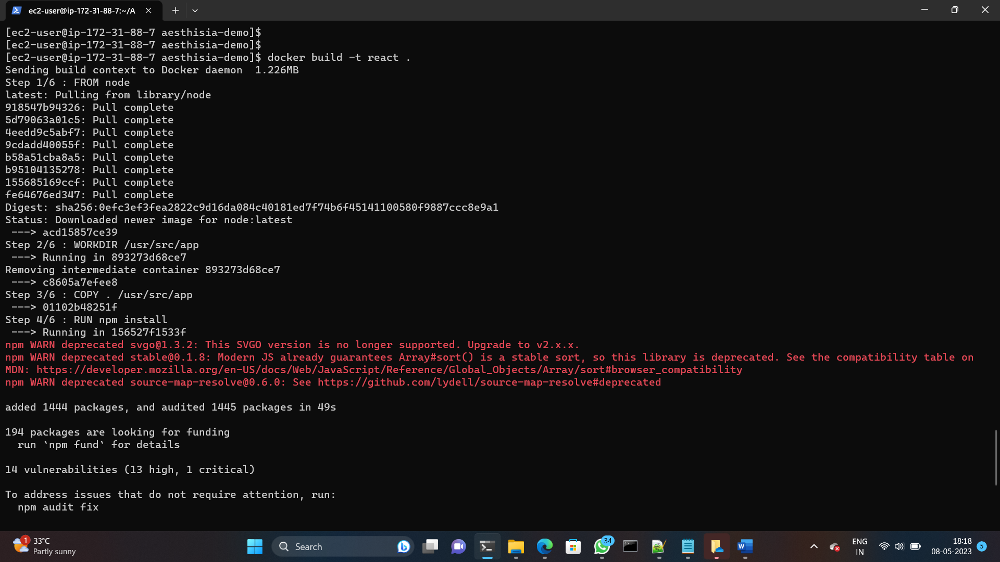 ec2-user@ip-172-31-88-7:~/A
[ec2-user@ip-172-31-88-7 aesthisia-demo]$
[ec2-user@ip-172-31-88-7 aesthisia-demo]$
[ec2-user@ip-172-31-88-7 aesthisia-demo]$ docker build -t react .
Sending build context to Docker daemon  1.226MB
Step 1/6 : FROM node
latest: Pulling from library/node
918547b94326: Pull complete
5d79063a01c5: Pull complete
4eedd9c5abf7: Pull complete
9cdadd40055f: Pull complete
b58a51cba8a5: Pull complete
b95104135278: Pull complete
155685169ccf: Pull complete
fe64676ed347: Pull complete
Digest: sha256:0efc3ef3fea2822c9d16da084c40181ed7f74b6f45141100580f9887ccc8e9a1
Status: Downloaded newer image for node:latest
 ---> acd15857ce39
Step 2/6 : WORKDIR /usr/src/app
 ---> Running in 893273d68ce7
Removing intermediate container 893273d68ce7
 ---> c8605a7efee8
Step 3/6 : COPY . /usr/src/app
 ---> 01102b48251f
Step 4/6 : RUN npm install
 ---> Running in 156527f1533f
npm WARN deprecated svgo@1.3.2: This SVGO version is no longer supported. Upgrade to v2.x.x.
npm WARN deprecated stable@0.1.8: Modern JS already guarantees Array#sort() is a stable sort, so this library is deprecated. See the compatibility table on
MDN: https://developer.mozilla.org/en-US/docs/Web/JavaScript/Reference/Global_Objects/Array/sort#browser_compatibility
npm WARN deprecated source-map-resolve@0.6.0: See https://github.com/lydell/source-map-resolve#deprecated
added 1444 packages, and audited 1445 packages in 49s
194 packages are looking for funding
  run `npm fund` for details
14 vulnerabilities (13 high, 1 critical)
To address issues that do not require attention, run:
  npm audit fix
1
33°C
Partly sunny
Search
34
ENG
IN
18:18
08-05-2023
5